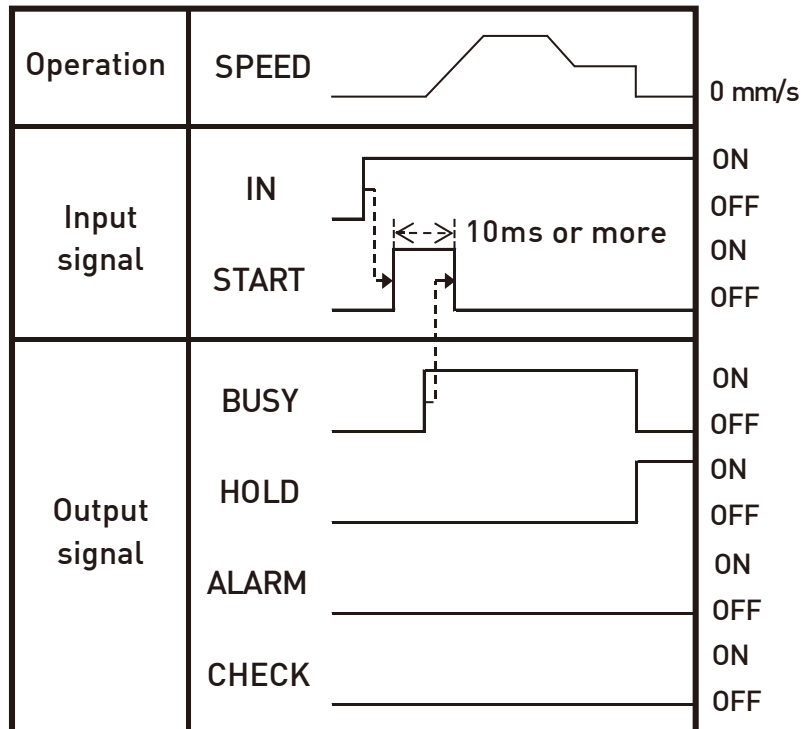 Operation
SPEED
0 mm/s
Input
signal
IN
ON
OFF
10ms or more
START
ON
OFF
Output
signal
BUSY
ON
OFF
HOLD
ON
OFF
ALARM
ON
OFF
CHECK
ON
OFF